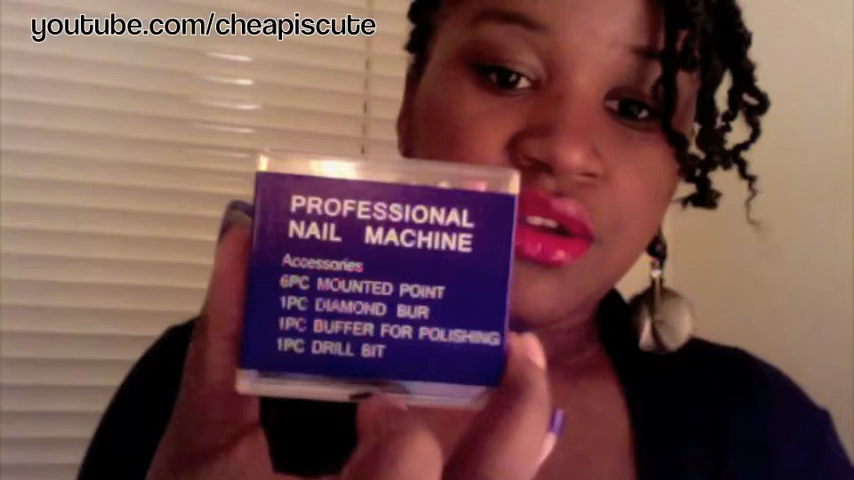 youtube.com/cheapiscute
PROFESSIONAL
NAIL MACHINE
Accessories
6PC MOUNTED POINT
1PC DIAMOND BUR
1PC BUFFER FOR POLISHING
1PC DRILL BIT